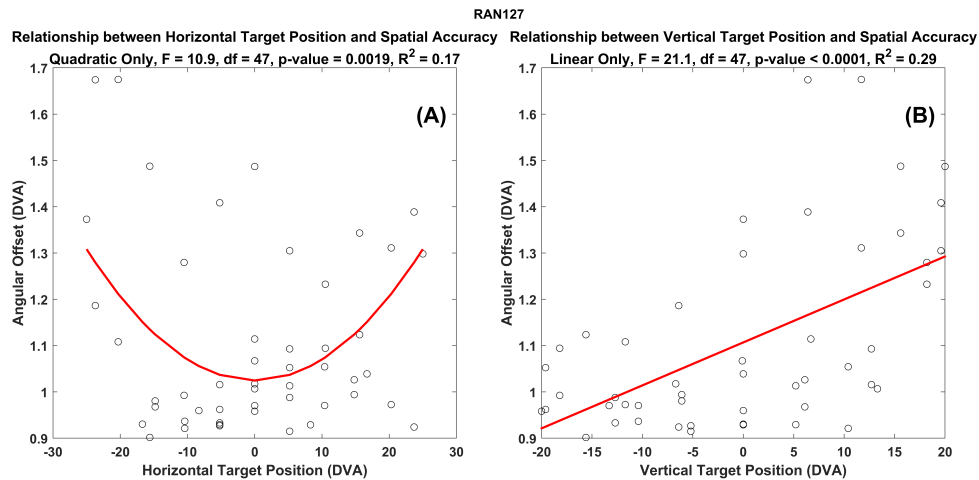 RAN127
Relationship between Horizontal Target Position and Spatial Accuracy
Quadratic Only, F = 10.9, df = 47, p-value = 0.0019, R² = 0.17
1.7
1.6
1.5
1.4
1.3
1.2
1.1
1
0.9
(A)
Angular Offset (DVA)
-30 -20 -10 0 10 20 30
Horizontal Target Position (DVA)
Relationship between Vertical Target Position and Spatial Accuracy
Linear Only, F = 21.1, df = 47, p-value < 0.0001, R² = 0.29
1.7
1.6
1.5
1.4
1.3
1.2
1.1
1
0.9
(B)
Angular Offset (DVA)
-20 -15 -10 -5 0 5 10 15 20
Vertical Target Position (DVA)